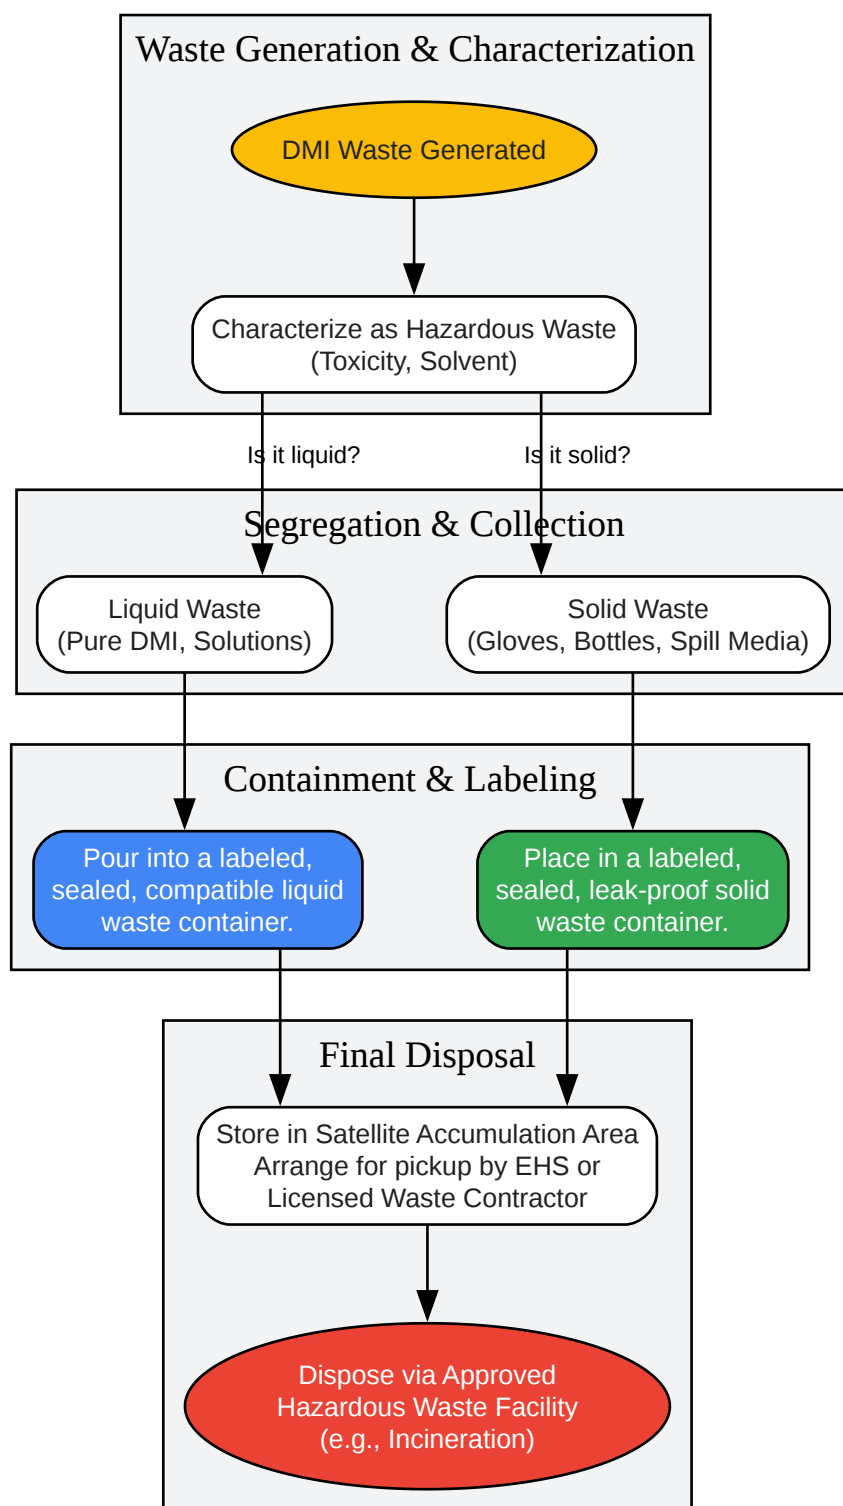 Waste Generation & Characterization
DMI Waste Generated
Characterize as Hazardous Waste
(Toxicity, Solvent)
Is it liquid?
Is it solid?
Segregation & Collection
Liquid Waste
(Pure DMI, Solutions)
Solid Waste
(Gloves, Bottles, Spill Media)
Containment & Labeling
Pour into a labeled,
sealed, compatible liquid
waste container.
Place in a labeled,
sealed, leak-proof solid
waste container.
Final Disposal
Store in Satellite Accumulation Area
Arrange for pickup by EHS or
Licensed Waste Contractor
Dispose via Approved
Hazardous Waste Facility
(e.g., Incineration)